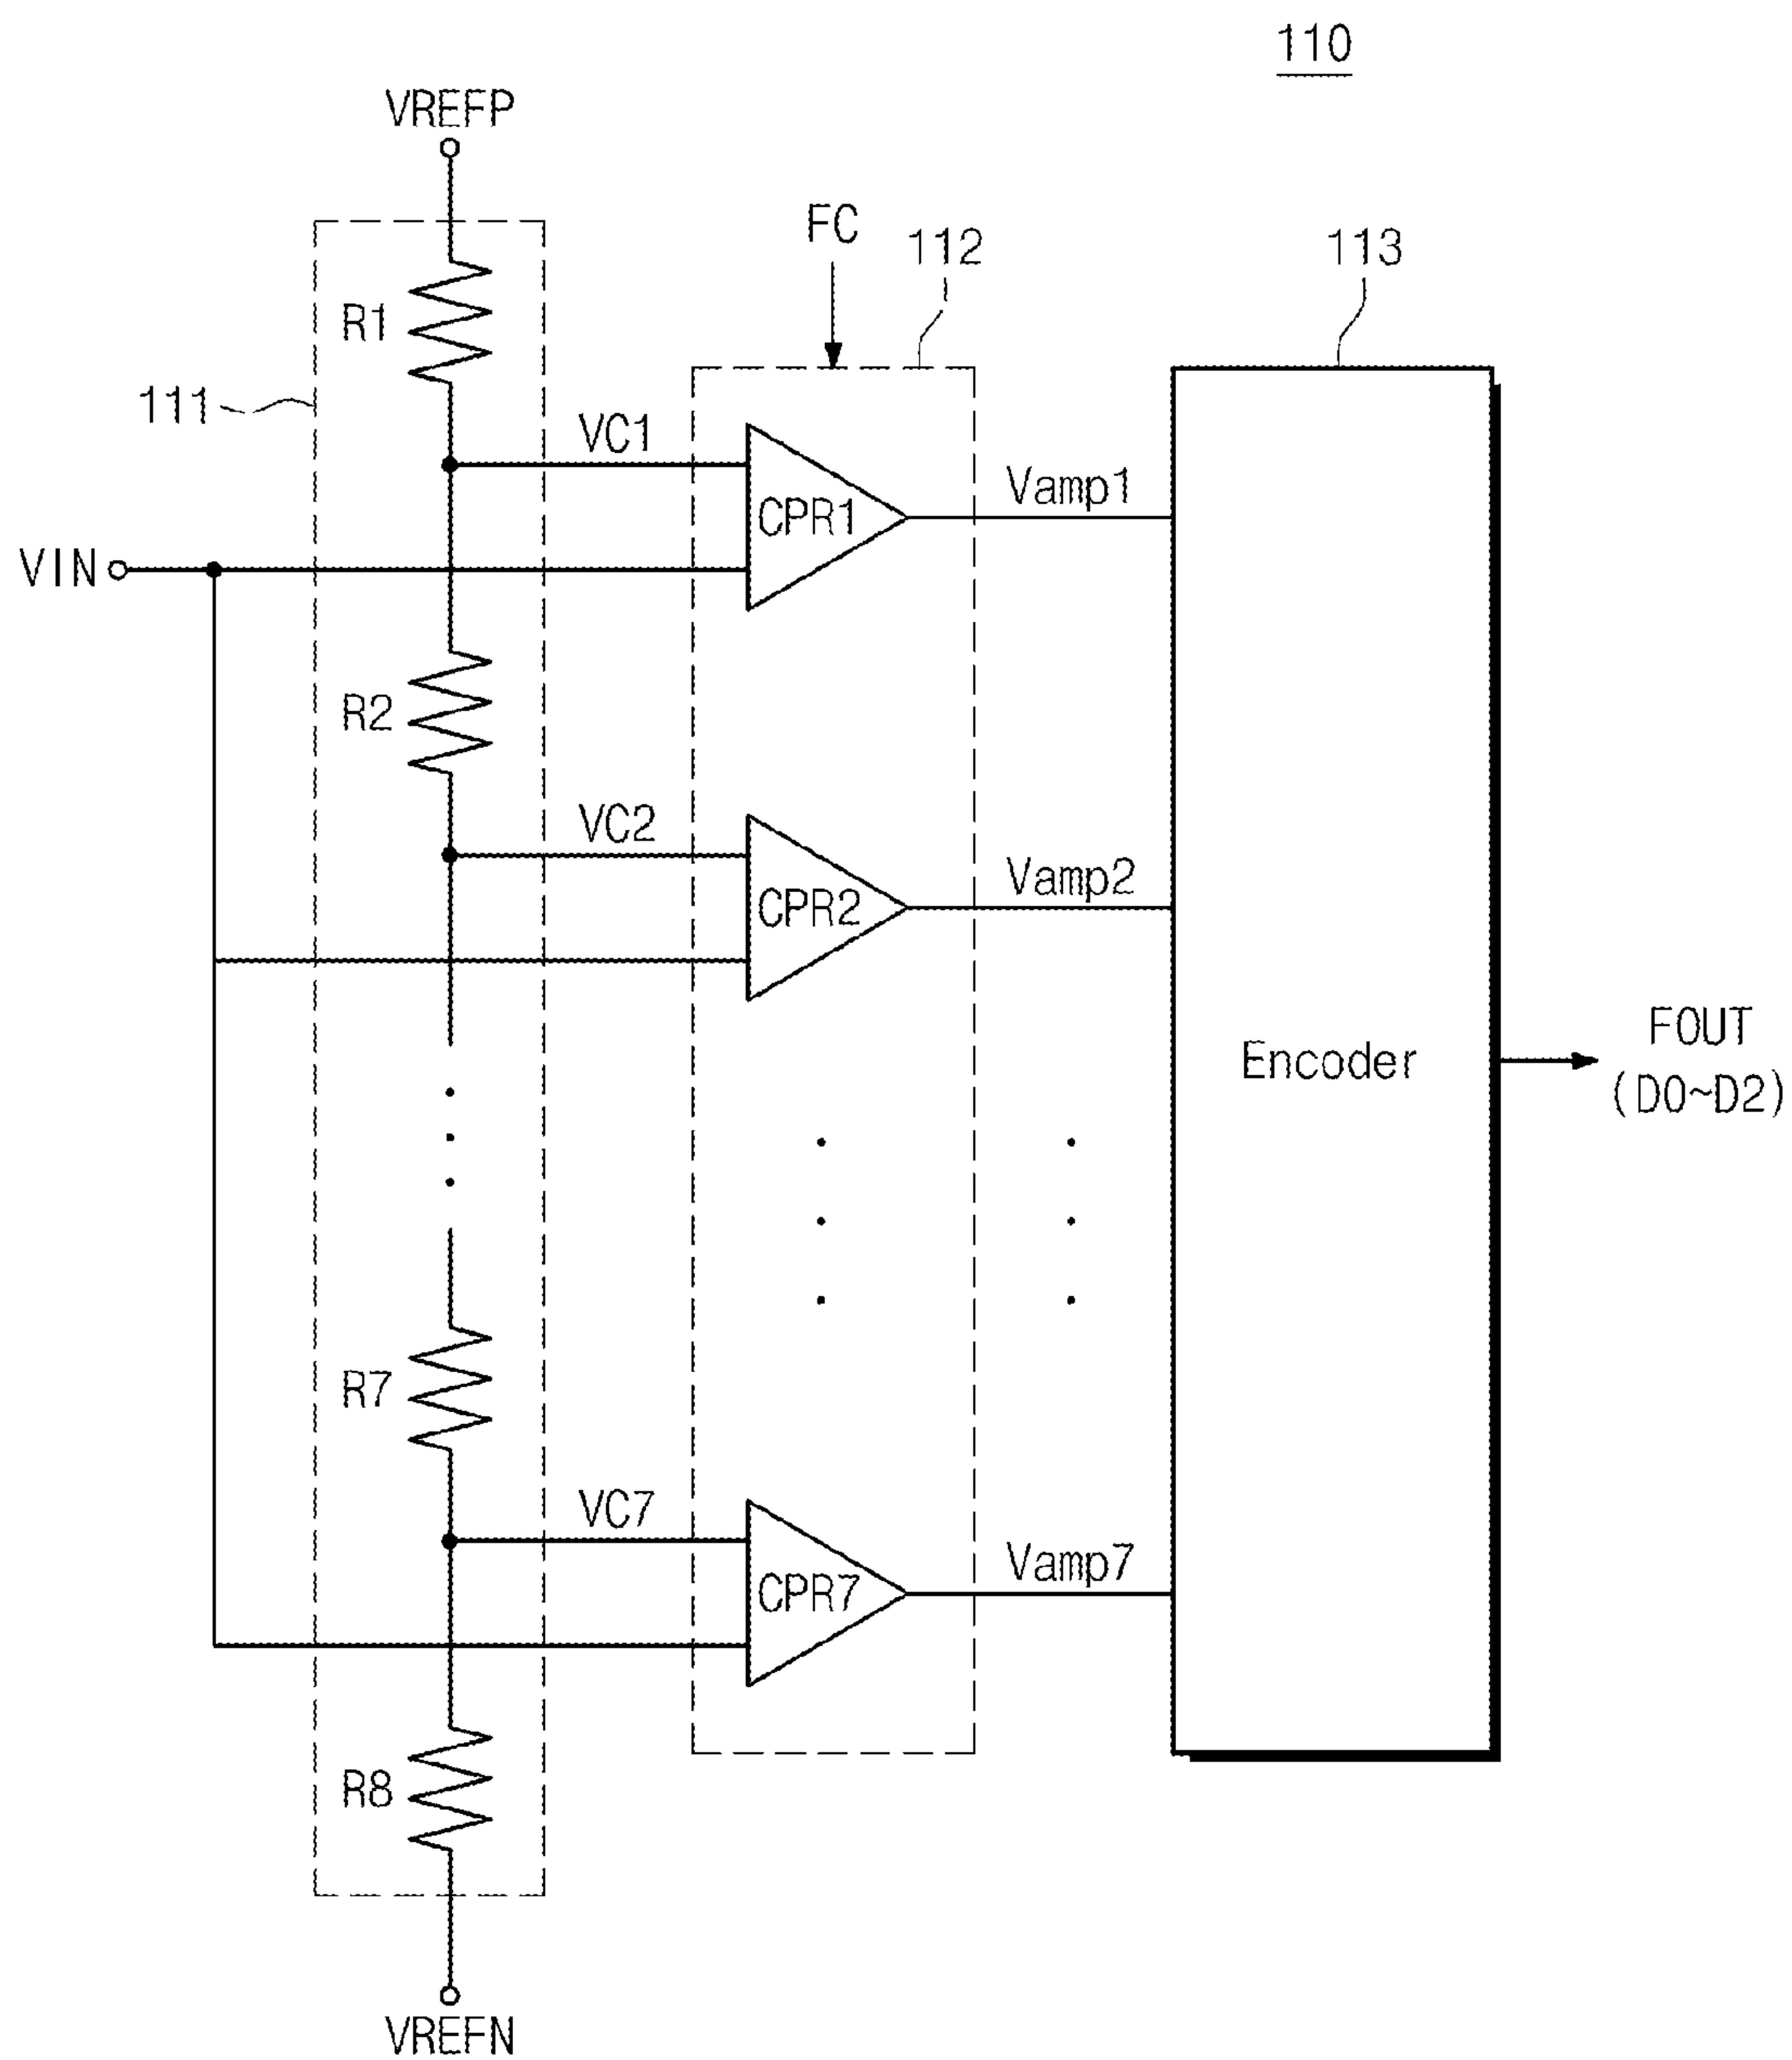 110
VREFP
FC
112
113
R1
111
VC1
Vamp1
CPR1
VIN
R2
VC2
Vamp2
CPR2
FOUT
Encoder
(D0~D2)
R7
VC7
Vamp7
CPR7
R8
VREFN